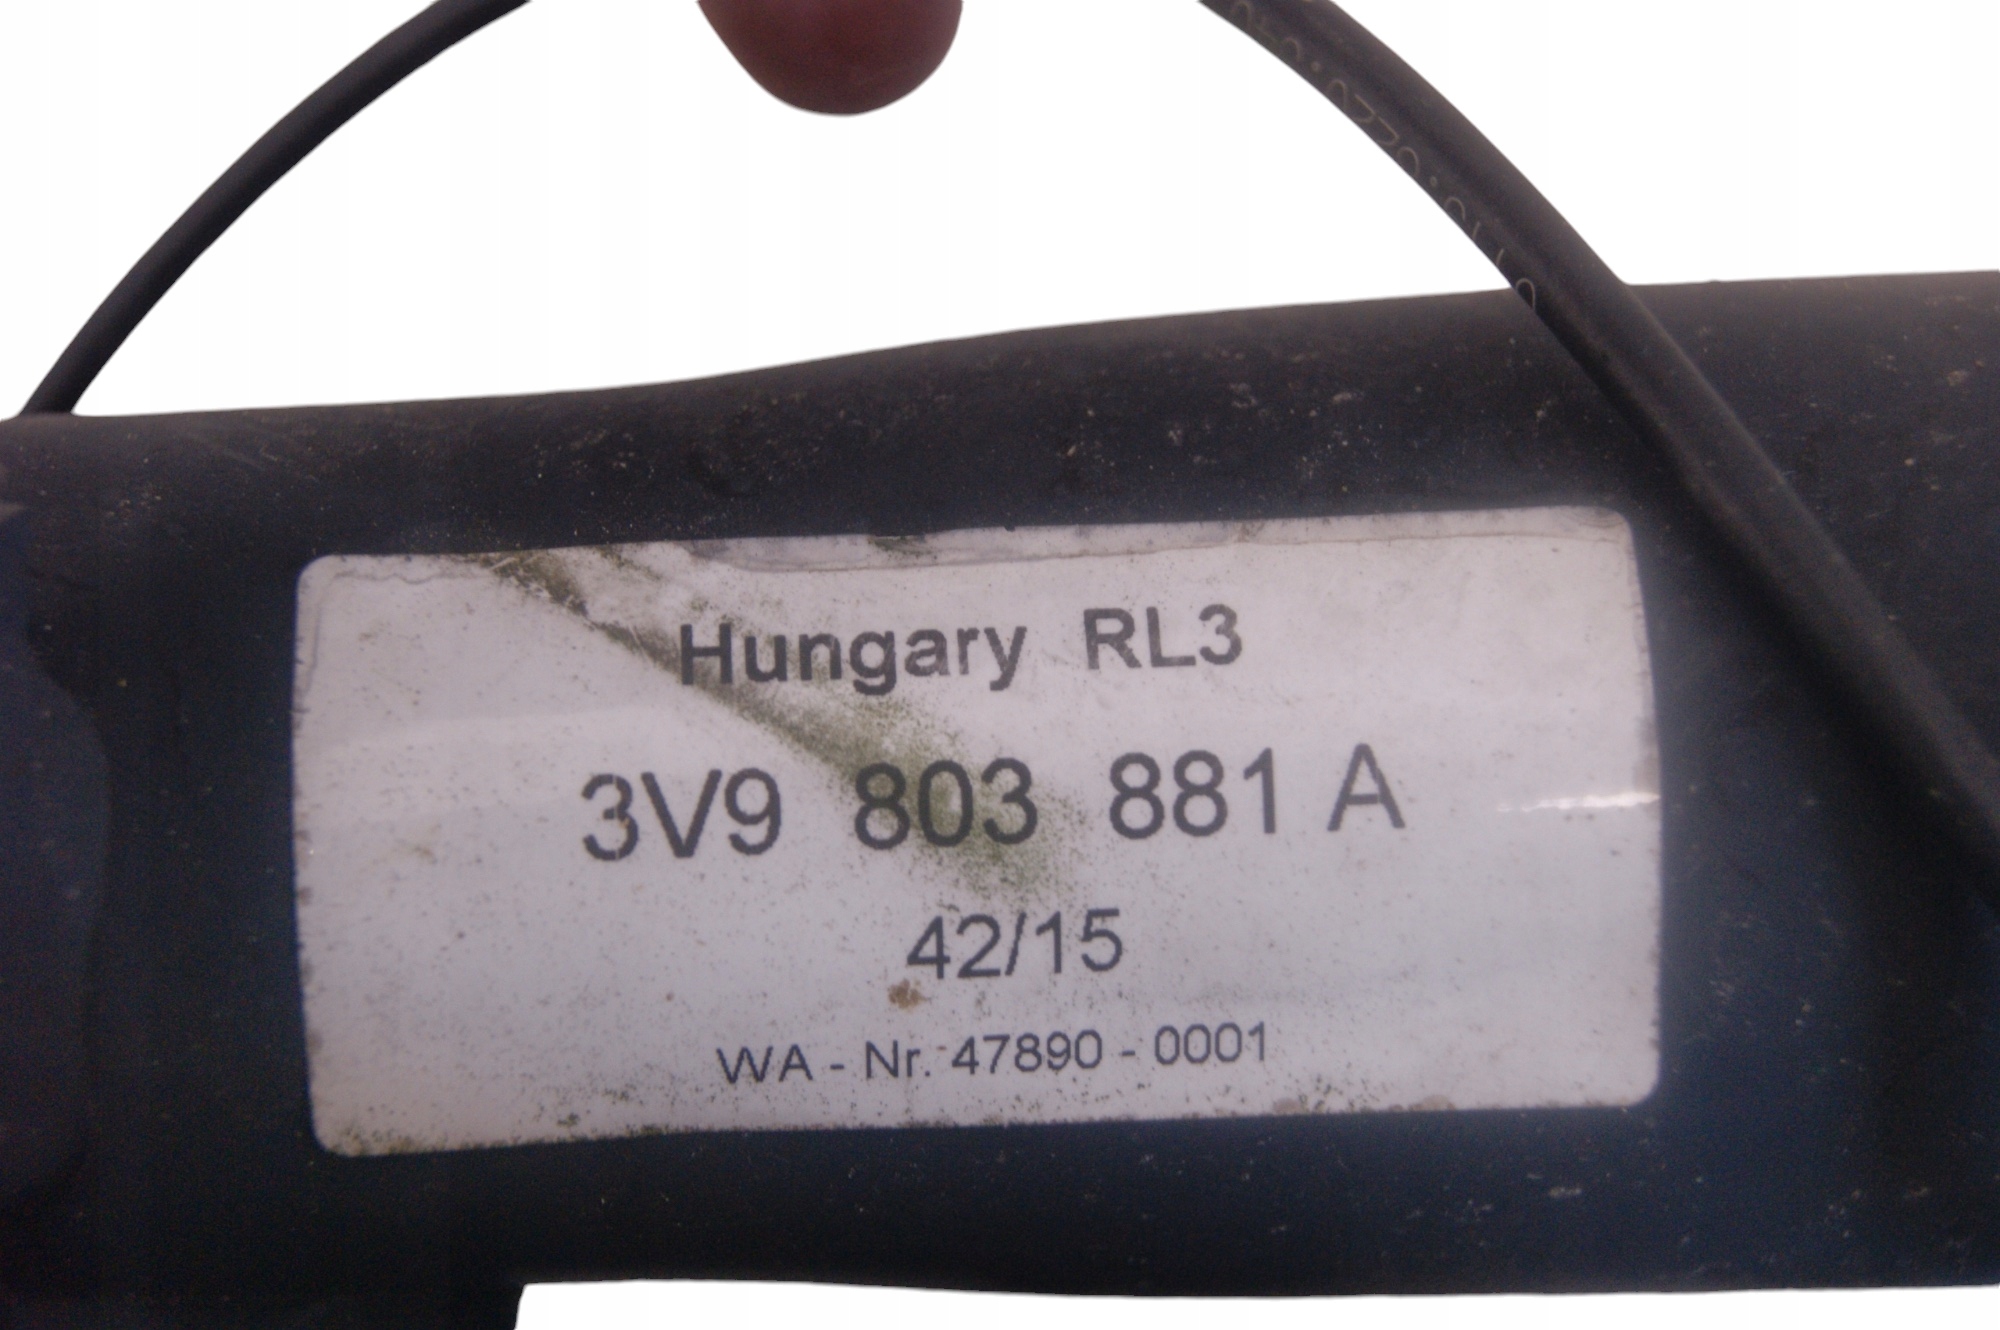 Hungary RL3
3V9 803 881 A
42/15
WA - Nr. 47890 - 0001